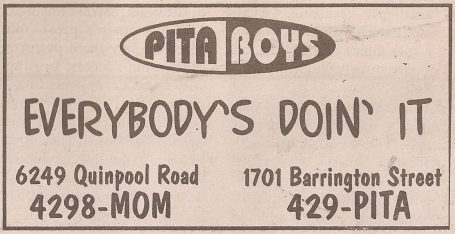 PITA BOYS
EVERYBODY'S DOIN' IT
6249 Quinpool Road 1701 Barrington Street
4298-MOM 429-PITA